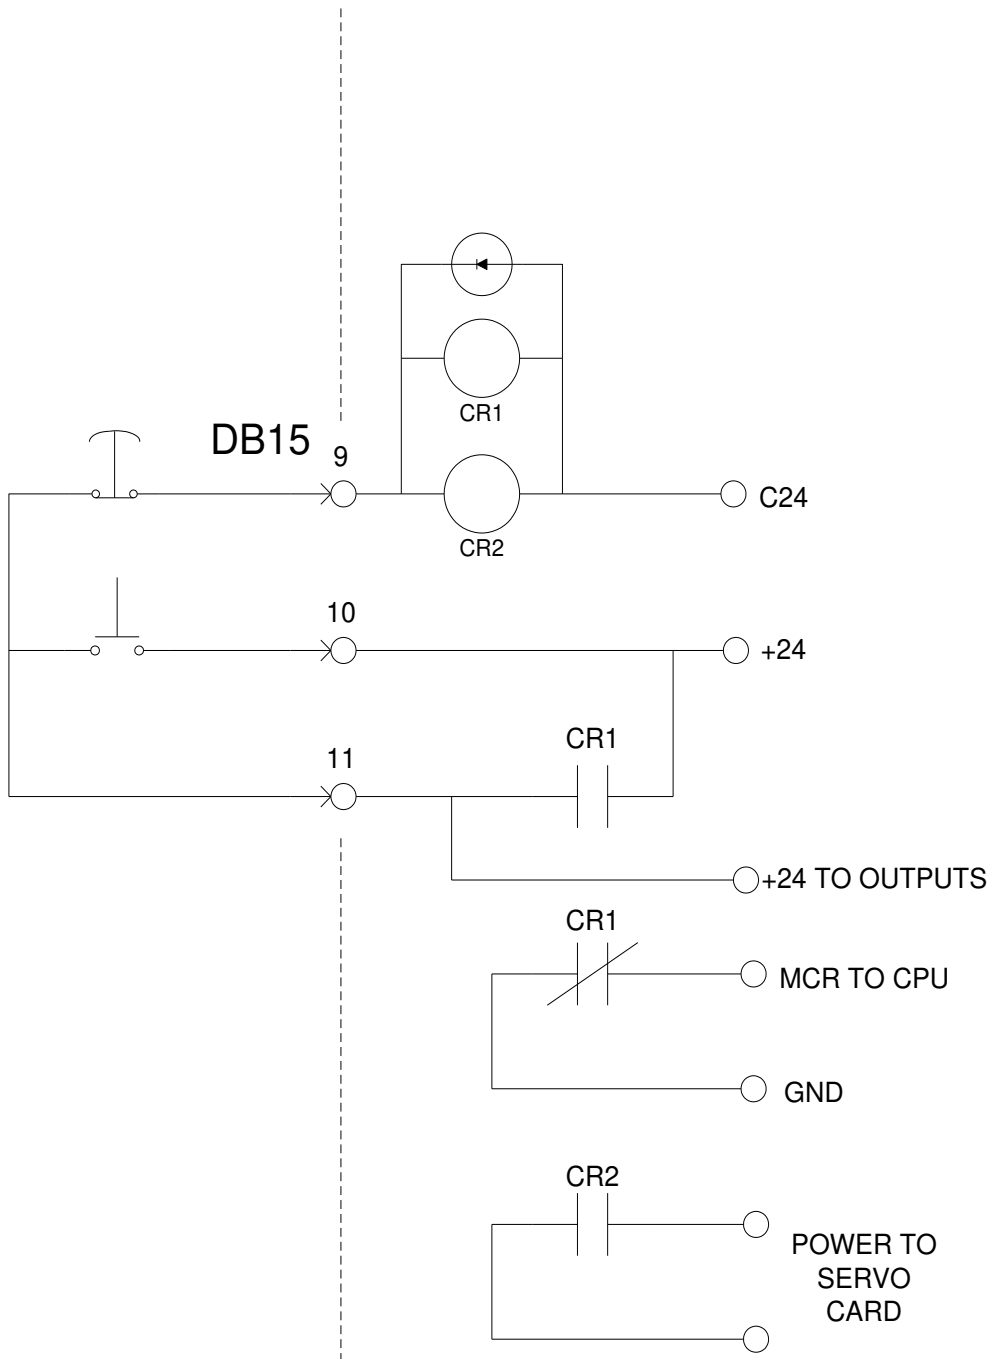 CR1
DB15
9
C24
CR2
10
+24
CR1
11
+24 TO OUTPUTS
CR1
MCR TO CPU
GND
CR2
POWER TO
SERVO
CARD